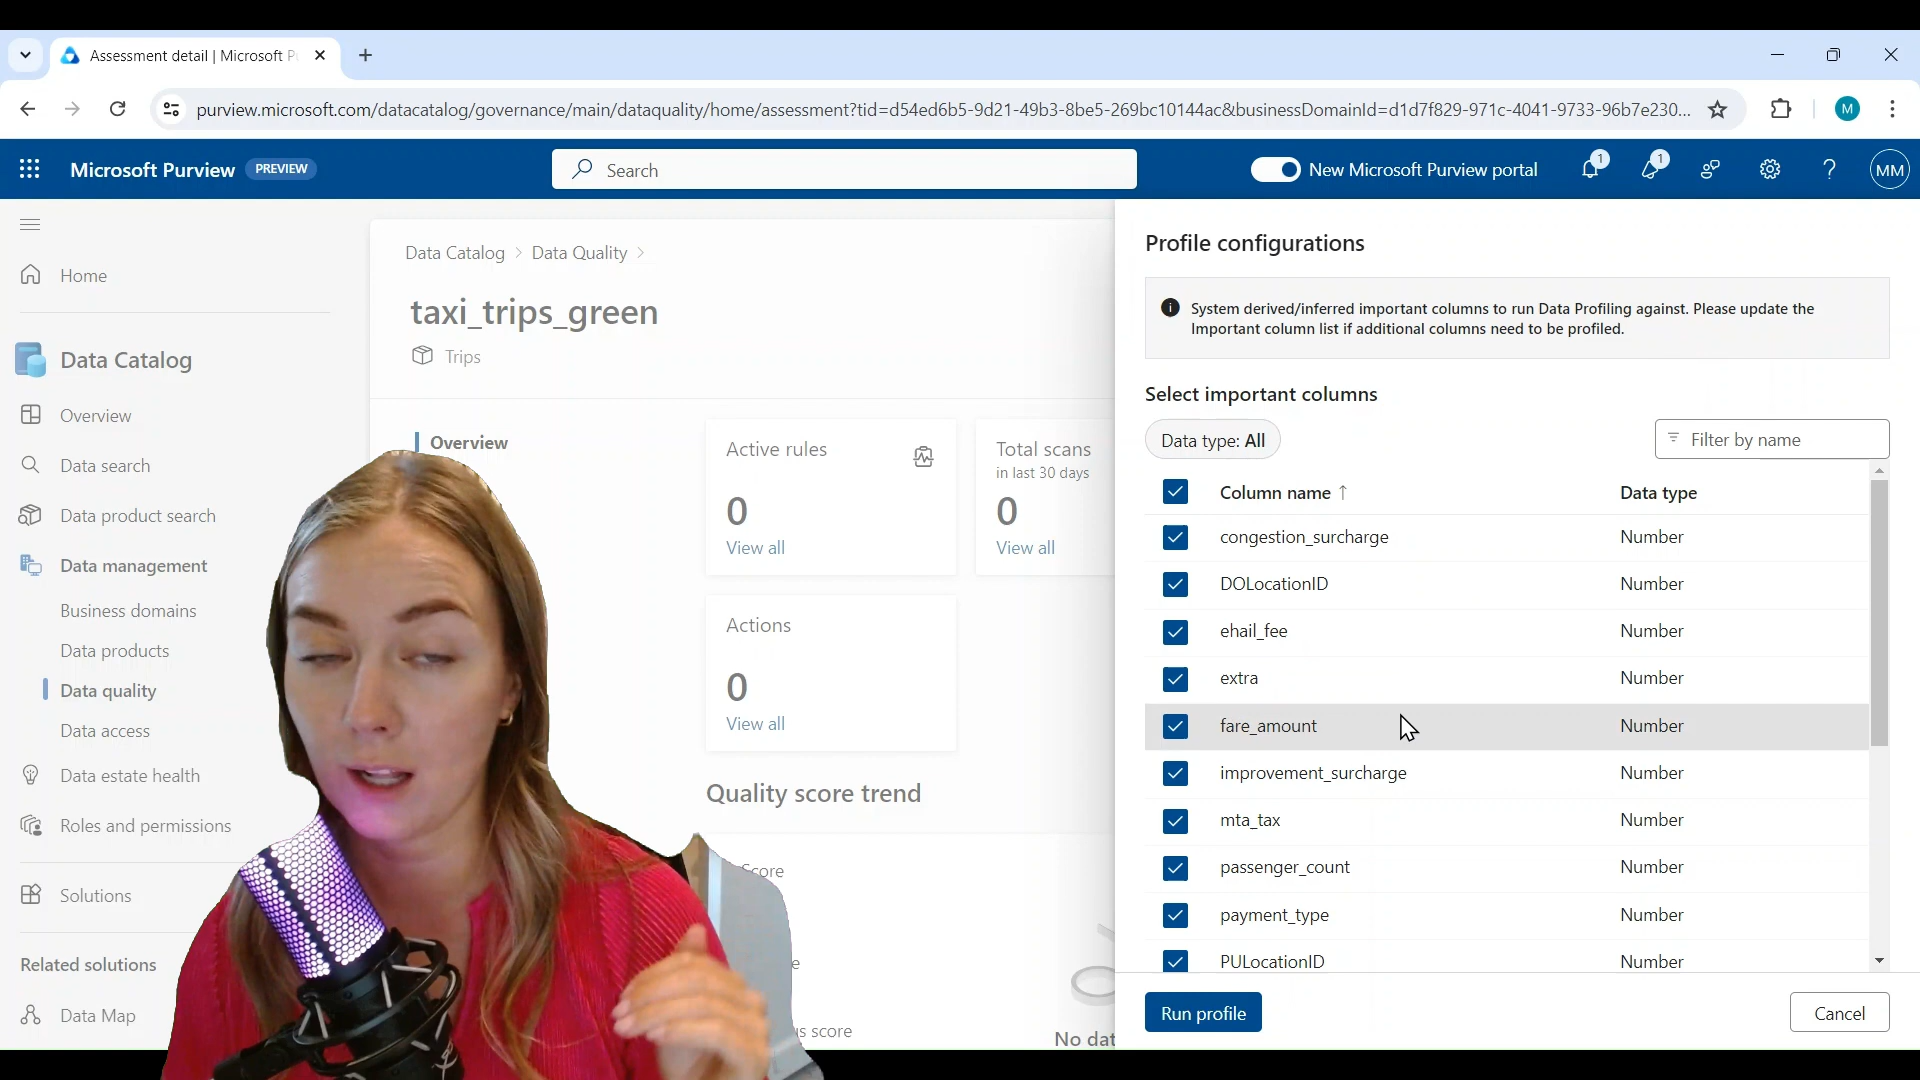 Assessment detail | Microsoft P
purview.microsoft.com/datacatalog/governance/main/dataquality/home/assessment?tid=d54ed6b5-9d21-49b3-8be5-269bc10144ac&businessDomainId=d1d7f829-971c-4041-9733-96b7e230...
M
Microsoft Purview PREVIEW
Search
New Microsoft Purview portal
1
1
MM
Home
Data Catalog
Overview
Data search
Data product search
Data management
Business domains
Data products
Data quality
Data access
Data estate health
Roles and permissions
Solutions
Related solutions
Data Map
Data Catalog > Data Quality >
taxi_trips_green
Trips
Overview
Active rules
0
View all
Total scans
in last 30 days
0
View all
Actions
0
View all
Quality score trend
core
e
s score
No dat
Profile configurations
System derived/inferred important columns to run Data Profiling against. Please update the
Important column list if additional columns need to be profiled.
Select important columns
Data type: All
Filter by name
Column name ↑ Data type
congestion_surcharge Number
DOLocationID Number
ehail_fee Number
extra Number
fare_amount Number
improvement_surcharge Number
mta_tax Number
passenger_count Number
payment_type Number
PULocationID Number
Run profile
Cancel